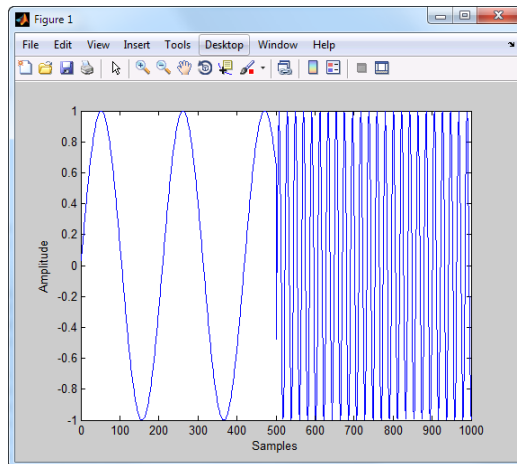 Figure 1
File Edit View Insert Tools Desktop Window Help
1
0.8
0.6
0.4
0.2
0
-0.2
-0.4
-0.6
-0.8
-1
Amplitude
0 100 200 300 400 500 600 700 800 900 1000
Samples